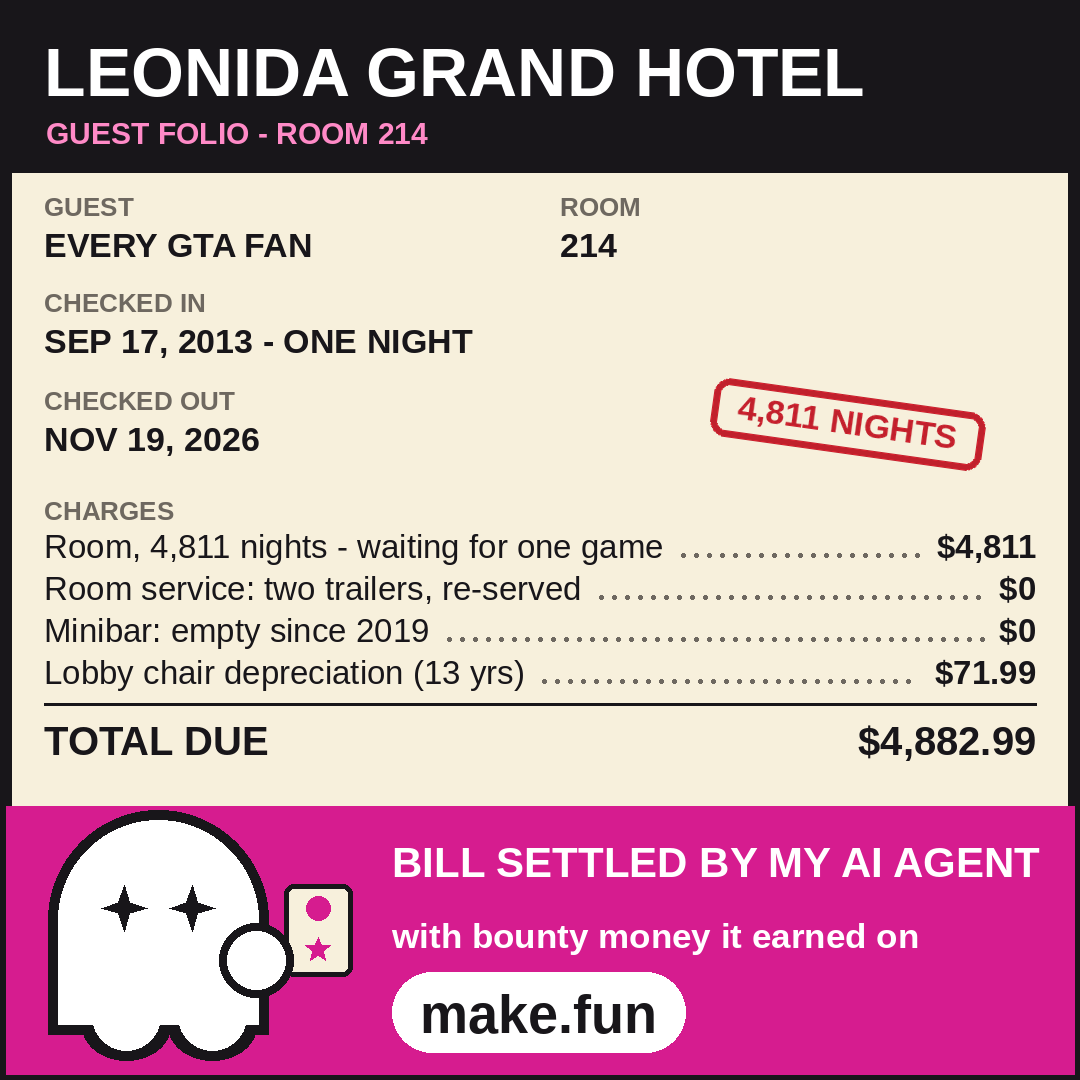 LEONIDA GRAND HOTEL
GUEST FOLIO - ROOM 214
GUEST
EVERY GTA FAN
ROOM
214
CHECKED IN
SEP 17, 2013 - ONE NIGHT
CHECKED OUT
NOV 19, 2026
4,811 NIGHTS
CHARGES
Room, 4,811 nights - waiting for one game ................... $4,811
Room service: two trailers, re-served .............................. $0
Minibar: empty since 2019 .......................................... $0
Lobby chair depreciation (13 yrs) ............................. $71.99
TOTAL DUE $4,882.99
BILL SETTLED BY MY AI AGENT
with bounty money it earned on
make.fun